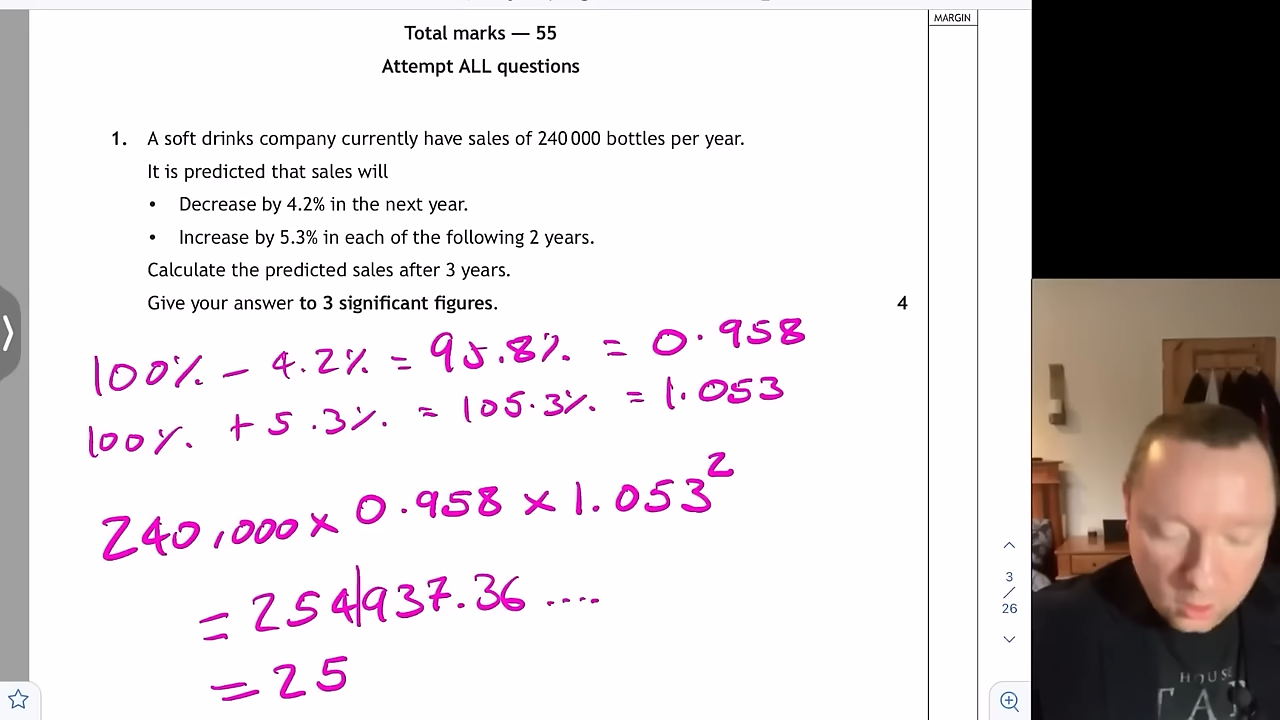 MARGIN
Total marks — 55
Attempt ALL questions
1. A soft drinks company currently have sales of 240 000 bottles per year.
It is predicted that sales will
• Decrease by 4.2% in the next year.
• Increase by 5.3% in each of the following 2 years.
Calculate the predicted sales after 3 years.
Give your answer to 3 significant figures.
4
100% - 4.2% = 95.8% = 0.958
100% + 5.3% = 105.3% = 1.053
240,000 x 0.958 x 1.053²
= 254|937.36 ....
= 25
3
/
26
HOUS